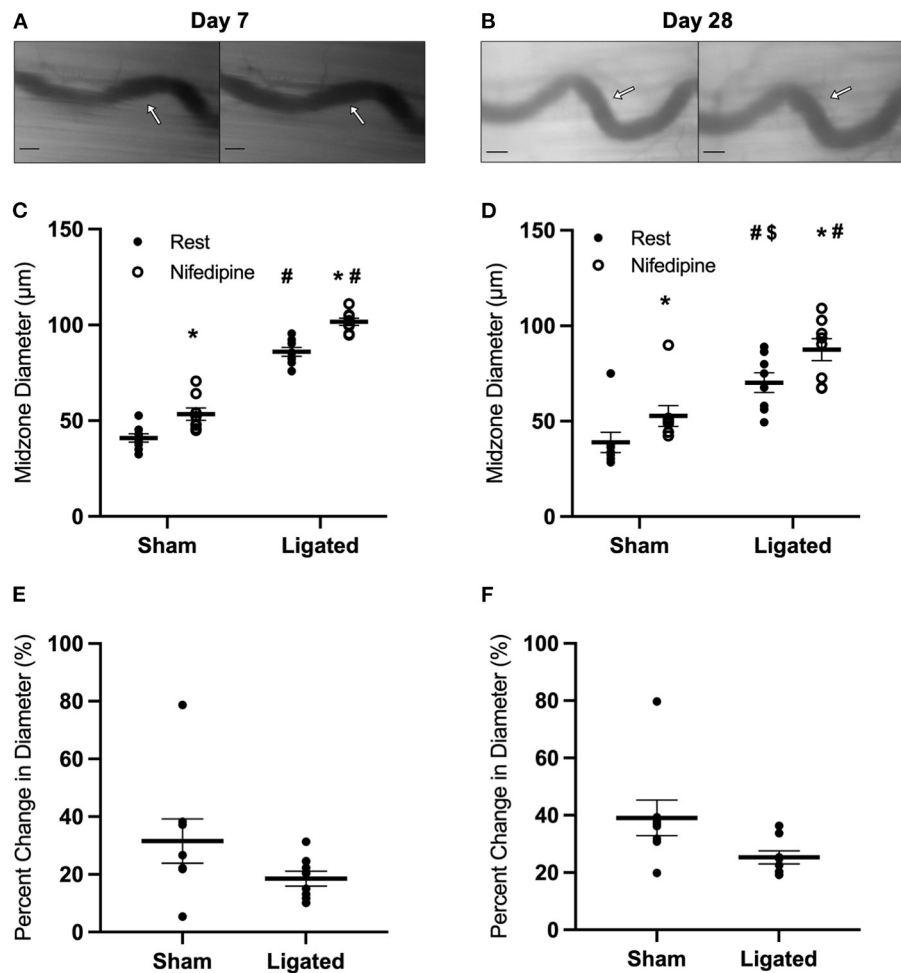 A
Day 7
B
Day 28
C
150
100
50
0
Midzone Diameter (µm)
Rest
Nifedipine
*
#
* #
Sham
Ligated
D
150
100
50
0
Midzone Diameter (µm)
Rest
Nifedipine
*
# $
* #
Sham
Ligated
E
100
80
60
40
20
0
Percent Change in Diameter (%)
Sham
Ligated
F
100
80
60
40
20
0
Percent Change in Diameter (%)
Sham
Ligated